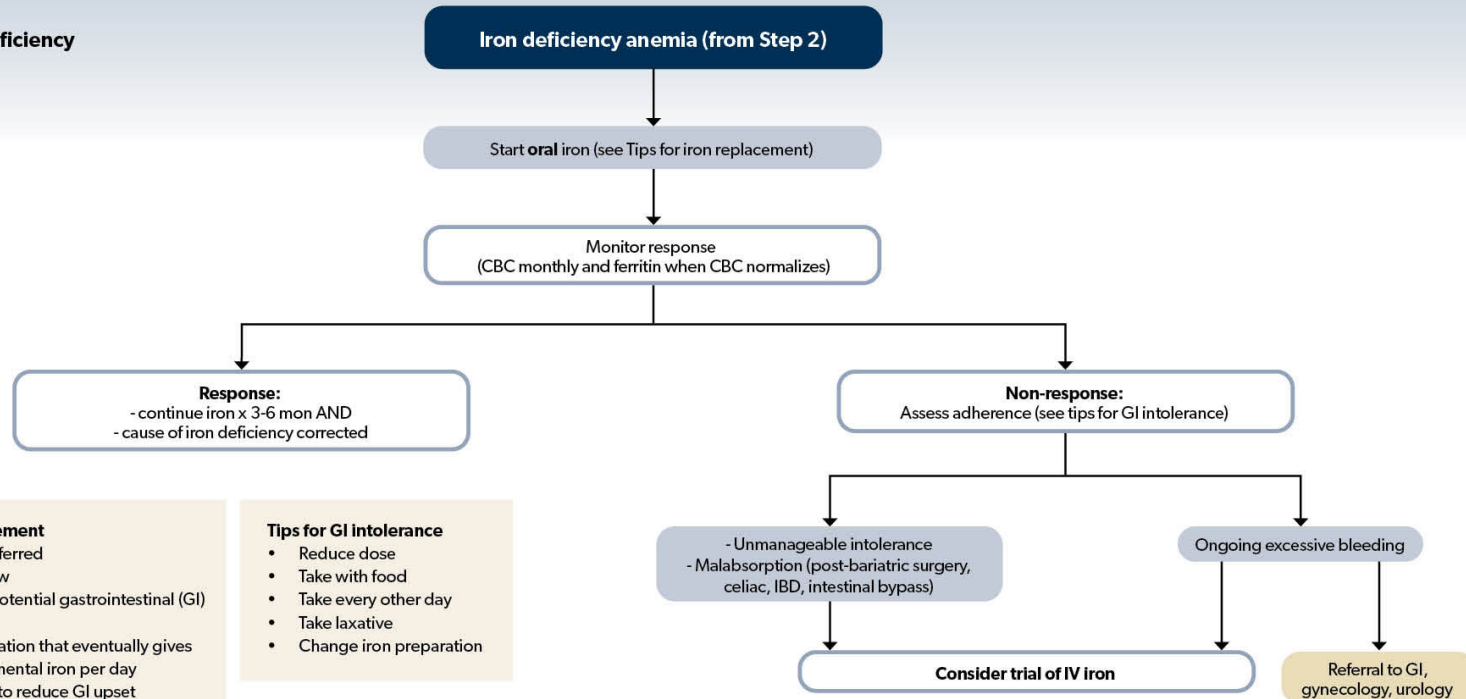 eficiency
Iron deficiency anemia (from Step 2)
Start oral iron (see Tips for iron replacement)
Monitor response
(CBC monthly and ferritin when CBC normalizes)
Response:
- continue iron x 3-6 mon AND
- cause of iron deficiency corrected
Non-response:
Assess adherence (see tips for GI intolerance)
ement
ferred
w
otential gastrointestinal (GI)
ation that eventually gives
mental iron per day
to reduce GI upset
Tips for GI intolerance
• Reduce dose
• Take with food
• Take every other day
• Take laxative
• Change iron preparation
- Unmanageable intolerance
- Malabsorption (post-bariatric surgery,
celiac, IBD, intestinal bypass)
Ongoing excessive bleeding
Consider trial of IV iron
Referral to GI,
gynecology, urology